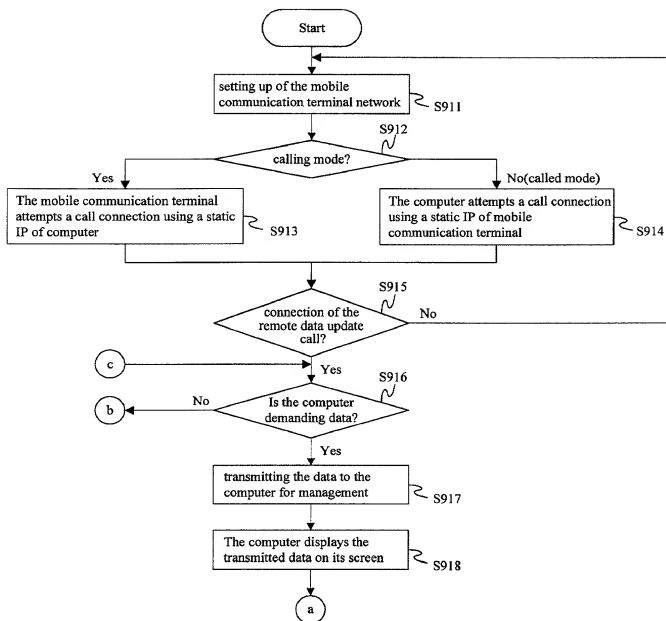 Start
setting up of the mobile
communication terminal network
S911
S912
calling mode?
Yes
No(called mode)
The mobile communication terminal
attempts a call connection using a static
IP of computer
S913
The computer attempts a call connection
using a static IP of mobile
communication terminal
S914
S915
connection of the
remote data update
call?
No
c
Yes
S916
b
No
Is the computer
demanding data?
Yes
transmitting the data to the
computer for management
S917
The computer displays the
transmitted data on its screen
S918
a